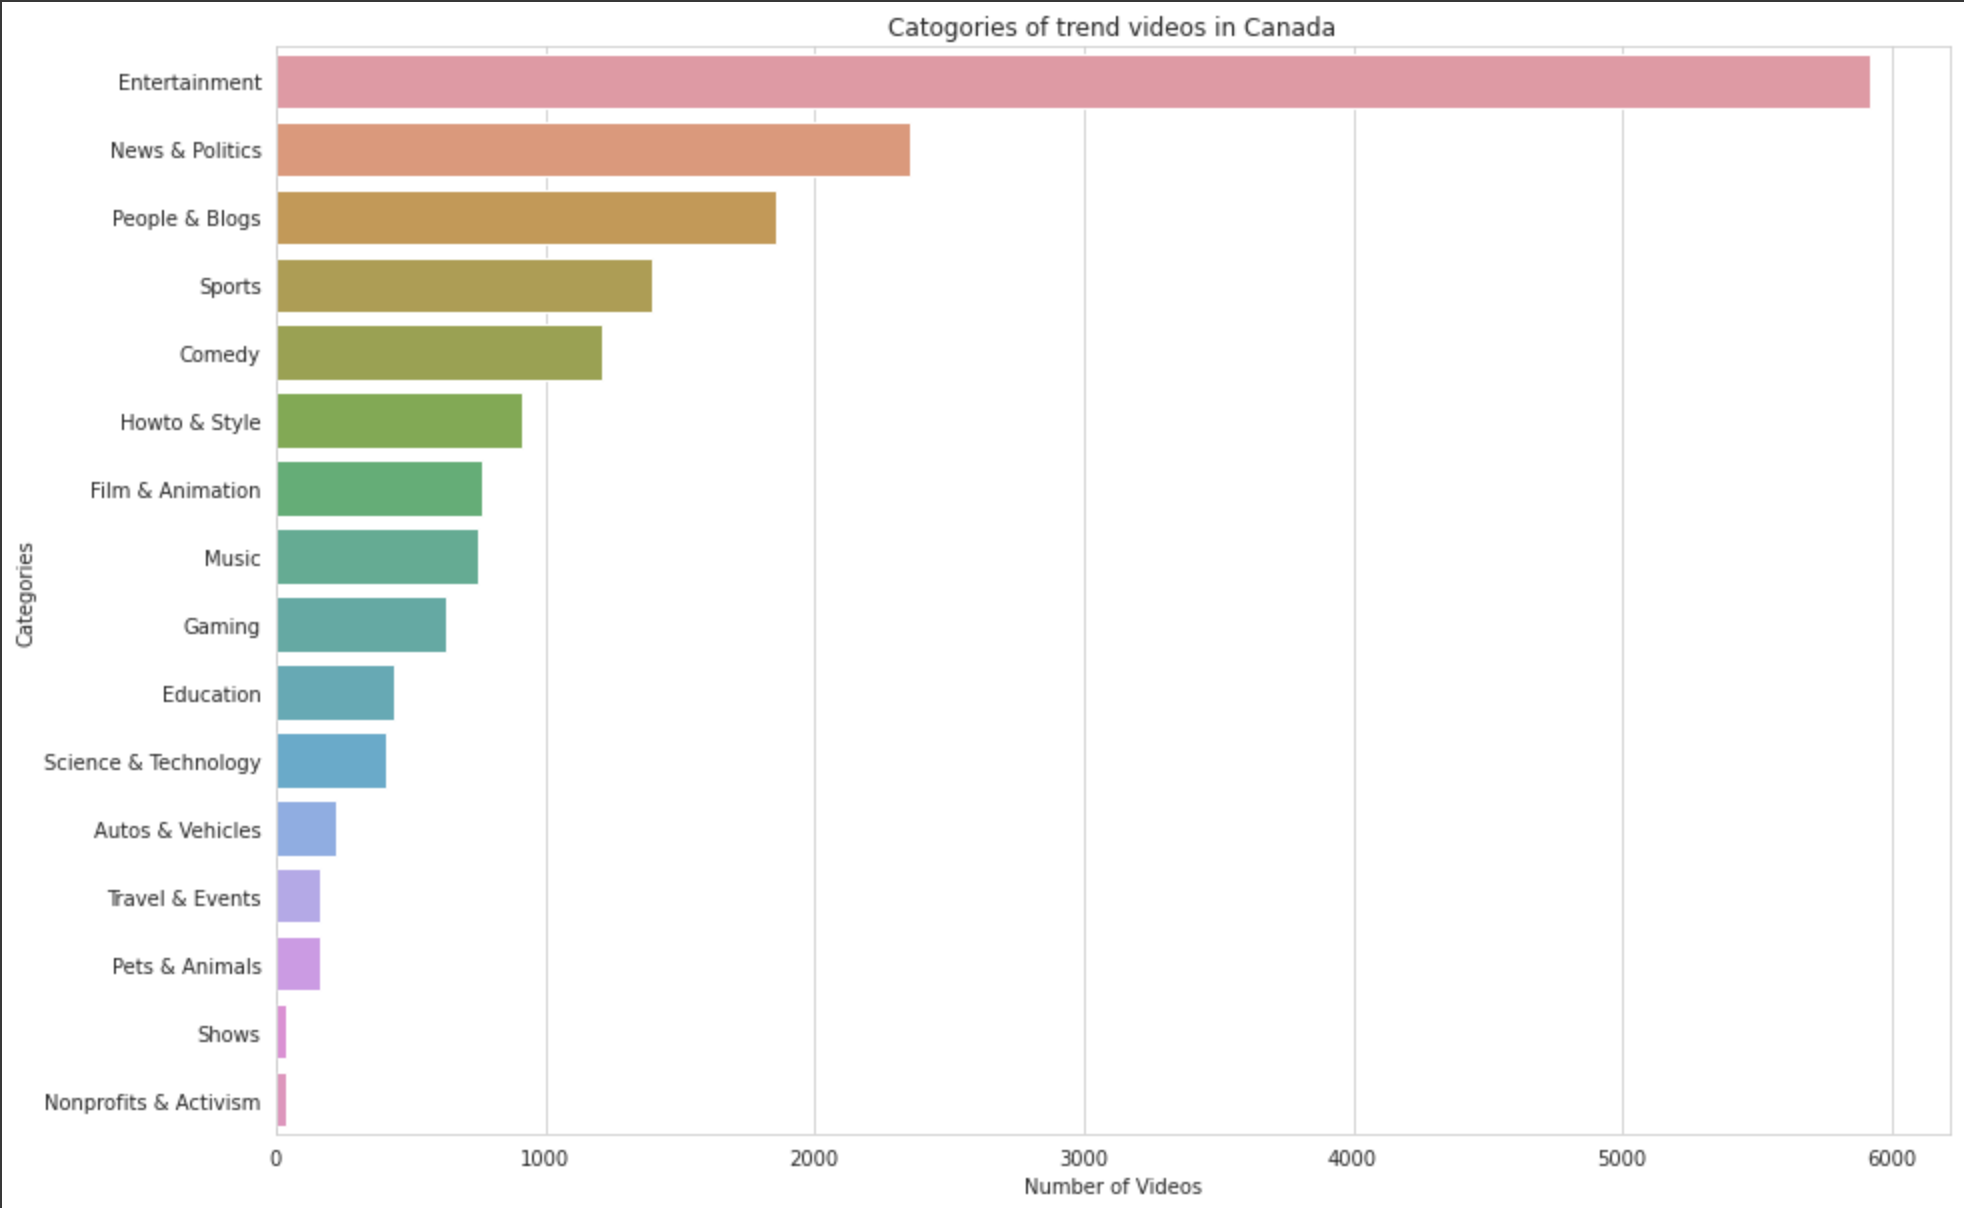 Catogories of trend videos in Canada
Entertainment
News & Politics
People & Blogs
Sports
Comedy
Howto & Style
Film & Animation
Music
Gaming
Education
Science & Technology
Autos & Vehicles
Travel & Events
Pets & Animals
Shows
Nonprofits & Activism
Categories
0 1000 2000 3000 4000 5000 6000
Number of Videos